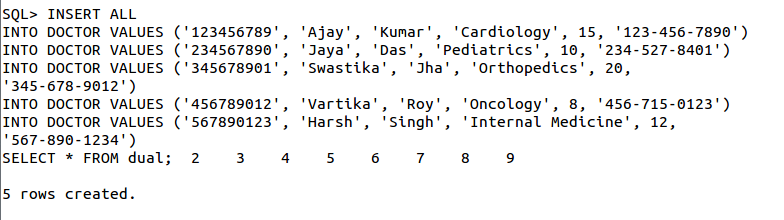 SQL> INSERT ALL
INTO DOCTOR VALUES ('123456789', 'Ajay', 'Kumar', 'Cardiology', 15, '123-456-7890')
INTO DOCTOR VALUES ('234567890', 'Jaya', 'Das', 'Pediatrics', 10, '234-527-8401')
INTO DOCTOR VALUES ('345678901', 'Swastika', 'Jha', 'Orthopedics', 20,
'345-678-9012')
INTO DOCTOR VALUES ('456789012', 'Vartika', 'Roy', 'Oncology', 8, '456-715-0123')
INTO DOCTOR VALUES ('567890123', 'Harsh', 'Singh', 'Internal Medicine', 12,
'567-890-1234')
SELECT * FROM dual;  2    3    4    5    6    7    8    9
5 rows created.